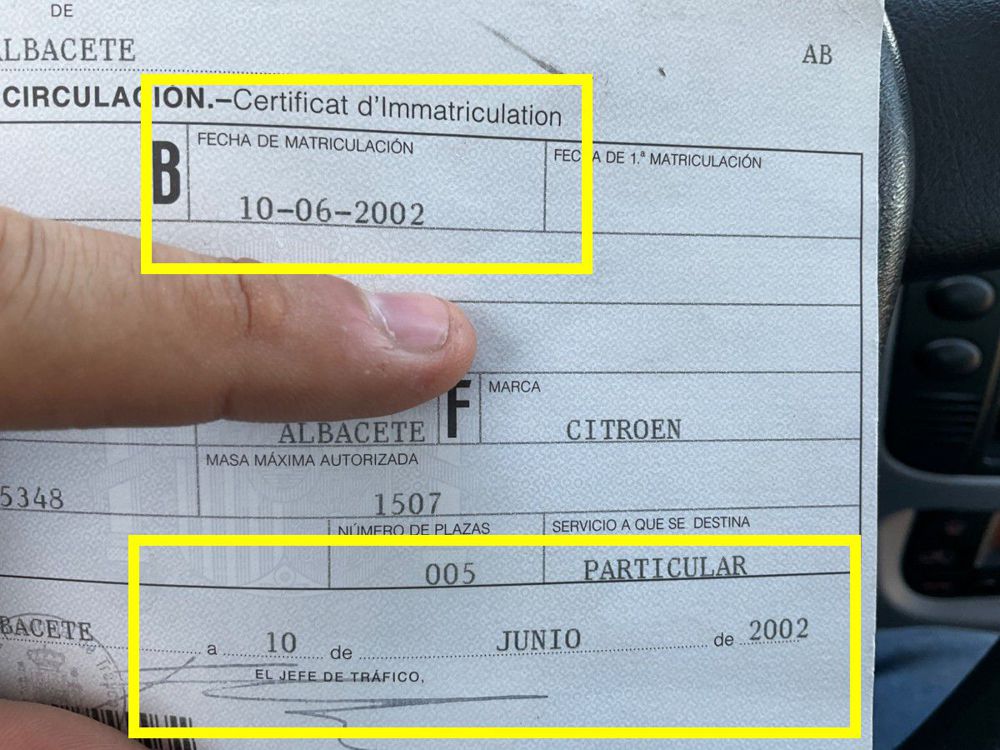 DE
ALBACETE
AB
CIRCULACIÓN.–Certificat d'Immatriculation
B
FECHA DE MATRICULACIÓN
FECHA DE 1.ª MATRICULACIÓN
10-06-2002
F
MARCA
ALBACETE
CITROEN
MASA MÁXIMA AUTORIZADA
5348
1507
NÚMERO DE PLAZAS
SERVICIO A QUE SE DESTINA
005
PARTICULAR
BACETE a 10 de JUNIO de 2002
EL JEFE DE TRÁFICO,